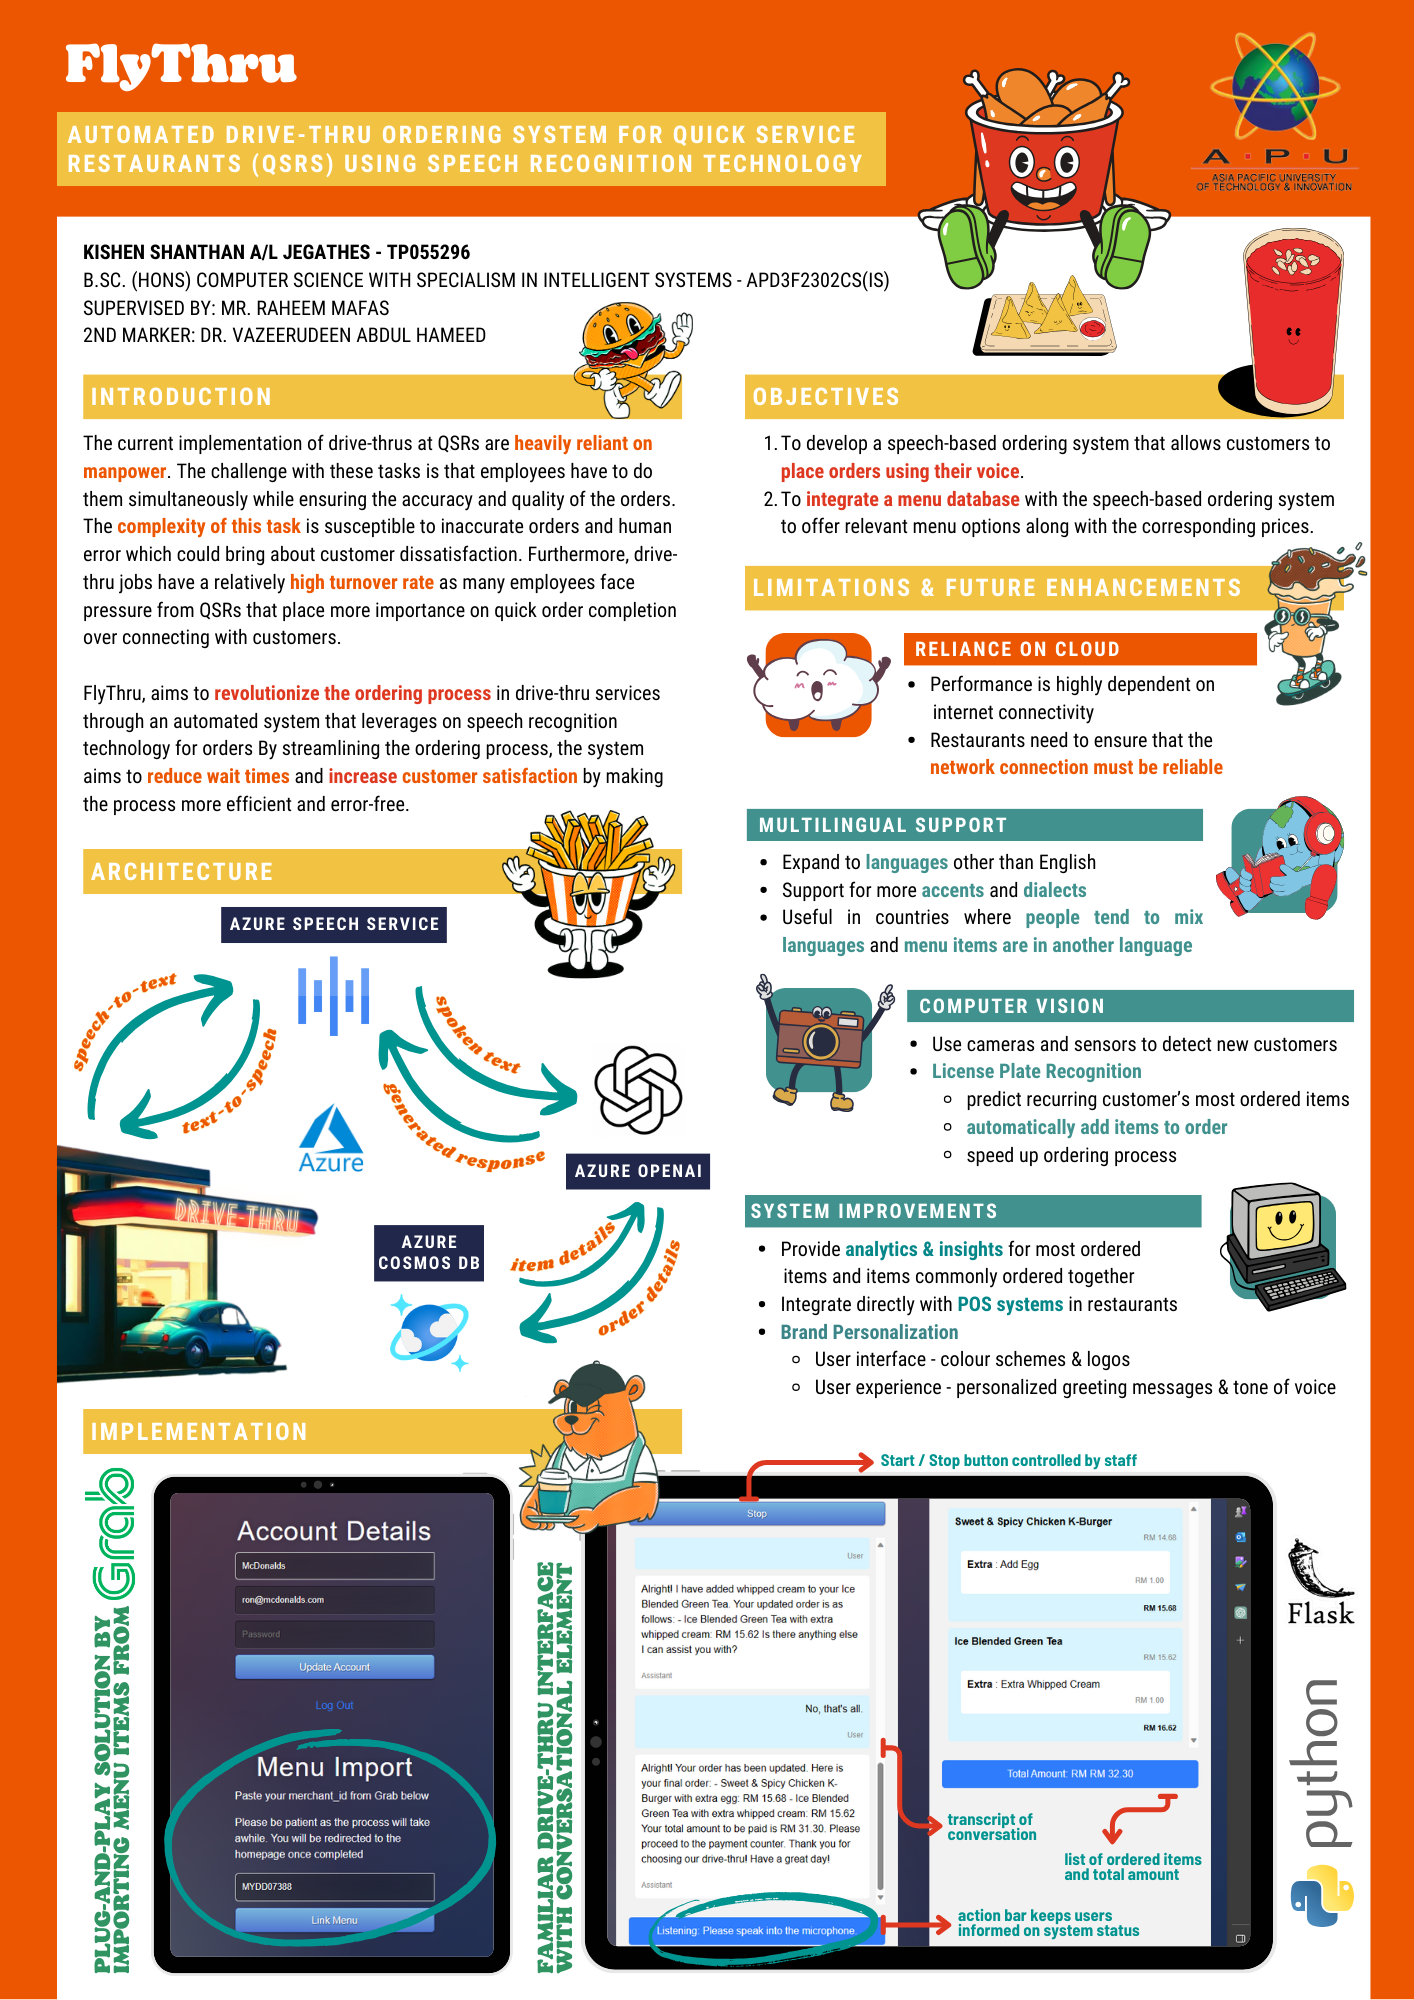 FlyThru
AUTOMATED DRIVE-THRU ORDERING SYSTEM FOR QUICK SERVICE
RESTAURANTS (QSRS) USING SPEECH RECOGNITION TECHNOLOGY
A · P · U
ASIA PACIFIC UNIVERSITY
OF TECHNOLOGY & INNOVATION
KISHEN SHANTHAN A/L JEGATHES - TP055296
B.SC. (HONS) COMPUTER SCIENCE WITH SPECIALISM IN INTELLIGENT SYSTEMS - APD3F2302CS(IS)
SUPERVISED BY: MR. RAHEEM MAFAS
2ND MARKER: DR. VAZEERUDEEN ABDUL HAMEED
INTRODUCTION
The current implementation of drive-thrus at QSRs are heavily reliant on
manpower. The challenge with these tasks is that employees have to do
them simultaneously while ensuring the accuracy and quality of the orders.
The complexity of this task is susceptible to inaccurate orders and human
error which could bring about customer dissatisfaction. Furthermore, drive-
thru jobs have a relatively high turnover rate as many employees face
pressure from QSRs that place more importance on quick order completion
over connecting with customers.
FlyThru, aims to revolutionize the ordering process in drive-thru services
through an automated system that leverages on speech recognition
technology for orders By streamlining the ordering process, the system
aims to reduce wait times and increase customer satisfaction by making
the process more efficient and error-free.
ARCHITECTURE
AZURE SPEECH SERVICE
speech-to-text
text-to-speech
spoken text
generated response
Azure
AZURE OPENAI
DRIVE-THRU
AZURE
COSMOS DB
item details
order details
OBJECTIVES
1. To develop a speech-based ordering system that allows customers to
place orders using their voice.
2. To integrate a menu database with the speech-based ordering system
to offer relevant menu options along with the corresponding prices.
LIMITATIONS & FUTURE ENHANCEMENTS
RELIANCE ON CLOUD
• Performance is highly dependent on
internet connectivity
• Restaurants need to ensure that the
network connection must be reliable
MULTILINGUAL SUPPORT
• Expand to languages other than English
• Support for more accents and dialects
• Useful in countries where people tend to mix
languages and menu items are in another language
COMPUTER VISION
• Use cameras and sensors to detect new customers
• License Plate Recognition
◦ predict recurring customer's most ordered items
◦ automatically add items to order
◦ speed up ordering process
SYSTEM IMPROVEMENTS
• Provide analytics & insights for most ordered
items and items commonly ordered together
• Integrate directly with POS systems in restaurants
• Brand Personalization
◦ User interface - colour schemes & logos
◦ User experience - personalized greeting messages & tone of voice
IMPLEMENTATION
PLUG-AND-PLAY SOLUTION BY
IMPORTING MENU ITEMS FROM
Grab
Account Details
McDonalds
ron@mcdonalds.com
Password
Update Account
Log Out
Menu Import
Paste your merchant_id from Grab below
Please be patient as the process will take
awhile. You will be redirected to the
homepage once completed
MYDD07388
Link Menu
FAMILIAR DRIVE-THRU INTERFACE
WITH CONVERSATIONAL ELEMENT
Start / Stop button controlled by staff
Stop
User
Alright! I have added whipped cream to your Ice
Blended Green Tea. Your updated order is as
follows: - Ice Blended Green Tea with extra
whipped cream: RM 15.62 Is there anything else
I can assist you with?
Assistant
No, that's all.
User
Alright! Your order has been updated. Here is
your final order: - Sweet & Spicy Chicken K-
Burger with extra egg: RM 15.68 - Ice Blended
Green Tea with extra whipped cream: RM 15.62
Your total amount to be paid is RM 31.30. Please
proceed to the payment counter. Thank you for
choosing our drive-thru! Have a great day!
Assistant
Listening: Please speak into the microphone.
Sweet & Spicy Chicken K-Burger
RM 14.68
Extra : Add Egg
RM 1.00
RM 15.68
Ice Blended Green Tea
RM 15.62
Extra : Extra Whipped Cream
RM 1.00
RM 16.62
Total Amount: RM RM 32.30
transcript of
conversation
list of ordered items
and total amount
action bar keeps users
informed on system status
Flask
python